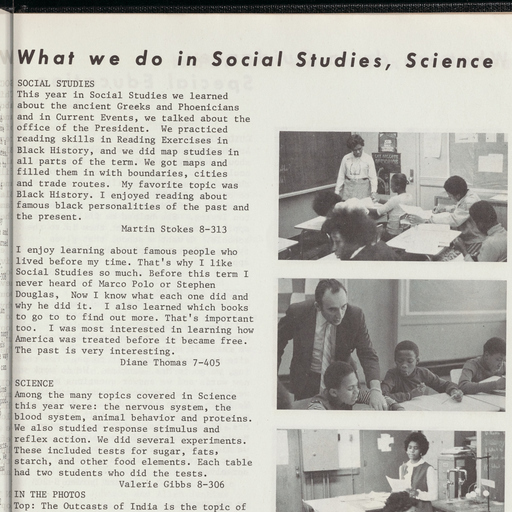 What we do in Social Studies, Science
SOCIAL STUDIES
This year in Social Studies we learned
about the ancient Greeks and Phoenicians
and in Current Events, we talked about the
office of the President.  We practiced
reading skills in Reading Exercises in
Black History, and we did map studies in
all parts of the term. We got maps and
filled them in with boundaries, cities
and trade routes.  My favorite topic was
Black History. I enjoyed reading about
famous black personalities of the past and
the present.
Martin Stokes 8-313
I enjoy learning about famous people who
lived before my time. That's why I like
Social Studies so much. Before this term I
never heard of Marco Polo or Stephen
Douglas,  Now I know what each one did and
why he did it.  I also learned which books
to go to to find out more. That's important
too.  I was most interested in learning how
America was treated before it became free.
The past is very interesting.
Diane Thomas 7-405
SCIENCE
Among the many topics covered in Science
this year were: the nervous system, the
blood system, animal behavior and proteins.
We also studied response stimulus and
reflex action. We did several experiments.
These included tests for sugar, fats,
starch, and other food elements. Each table
had two students who did the tests.
Valerie Gibbs 8-306
IN THE PHOTOS
Top: The Outcasts of India is the topic of